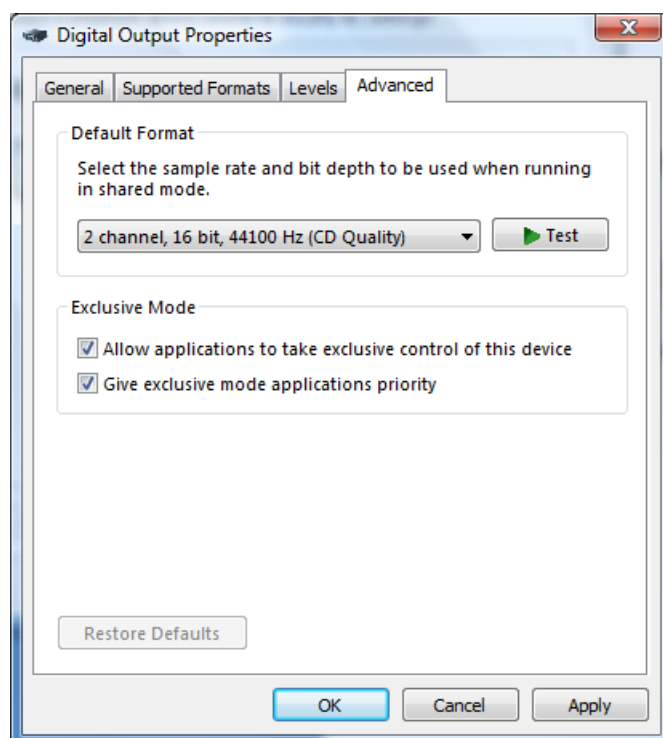 Digital Output Properties
General Supported Formats Levels Advanced
Default Format
Select the sample rate and bit depth to be used when running
in shared mode.
2 channel, 16 bit, 44100 Hz (CD Quality) Test
Exclusive Mode
Allow applications to take exclusive control of this device
Give exclusive mode applications priority
Restore Defaults
OK Cancel Apply